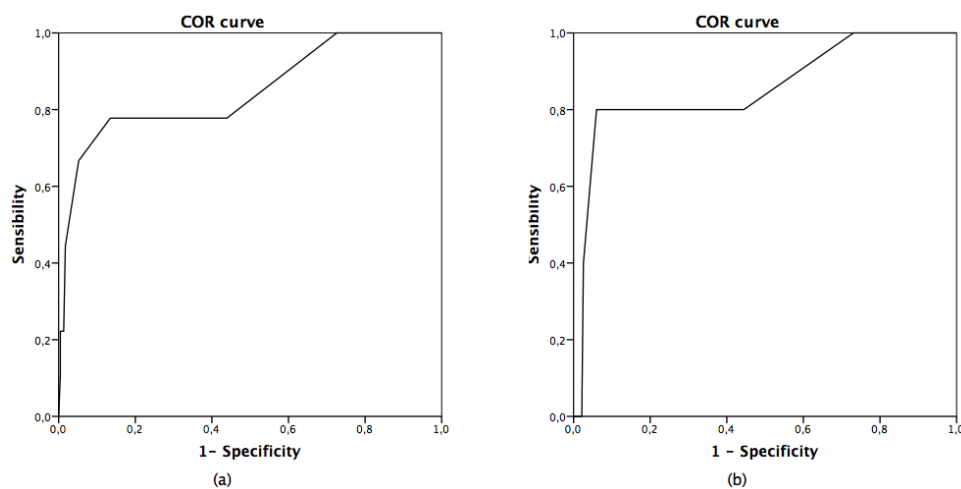 COR curve
1,0
0,8
0,6
0,4
0,2
0,0
Sensibility
0,0 0,2 0,4 0,6 0,8 1,0
1- Specificity
(a)
COR curve
1,0
0,8
0,6
0,4
0,2
0,0
Sensibility
0,0 0,2 0,4 0,6 0,8 1,0
1 - Specificity
(b)